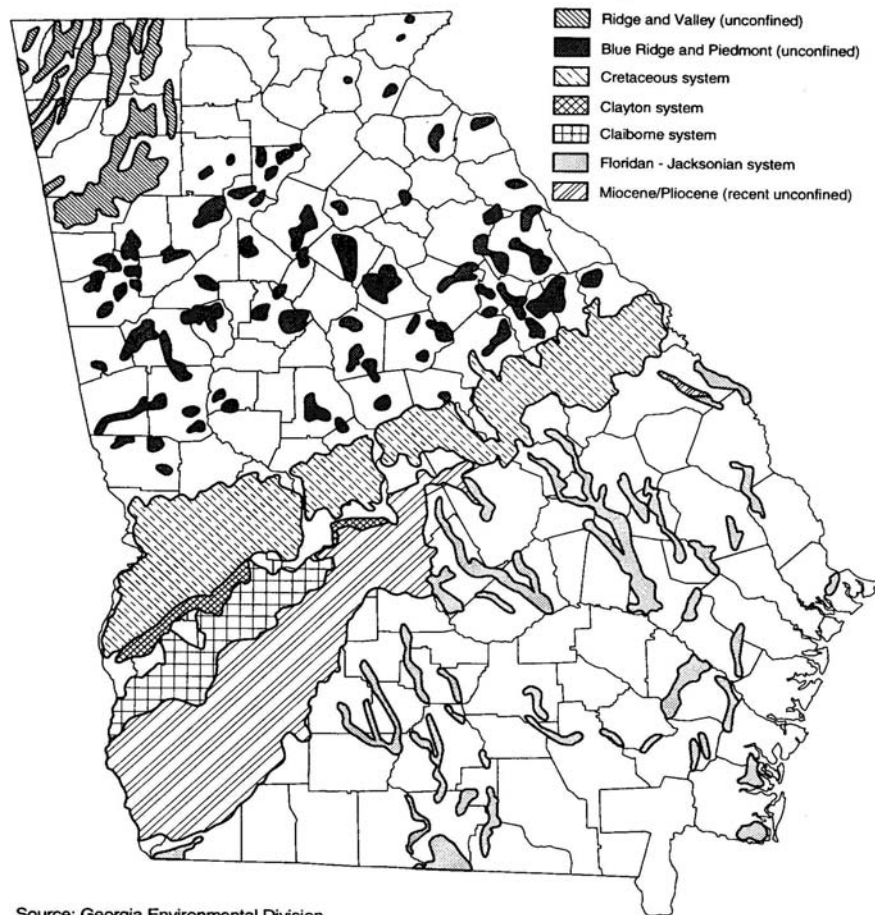 Ridge and Valley (unconfined)
Blue Ridge and Piedmont (unconfined)
Cretaceous system
Clayton system
Claiborne system
Floridan - Jacksonian system
Miocene/Pliocene (recent unconfined)
Source: Georgia Environmental Division